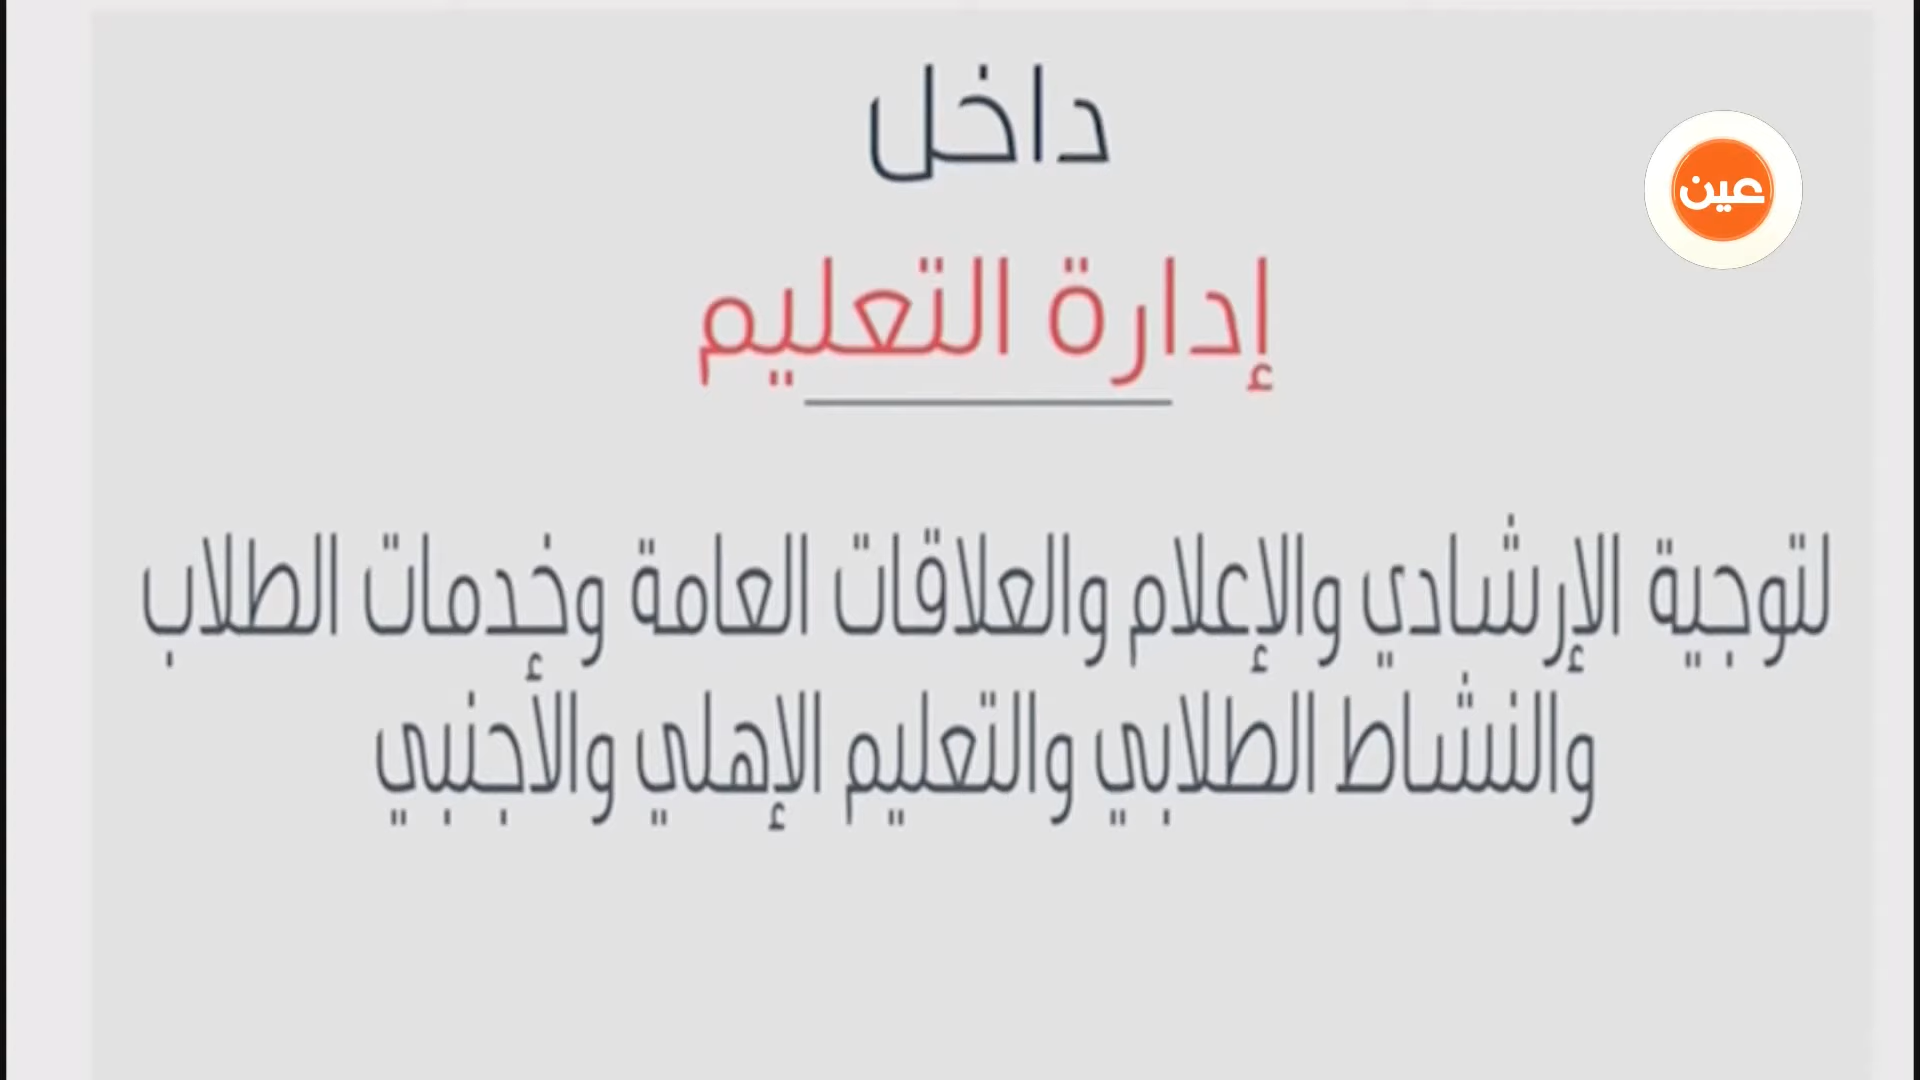 داخل
عين
إدارة التعليم
لتوجية الإرشادي والإعلام والعلاقات العامة وخدمات الطلاب
والنشاط الطلابي والتعليم الإهلي والأجنبي